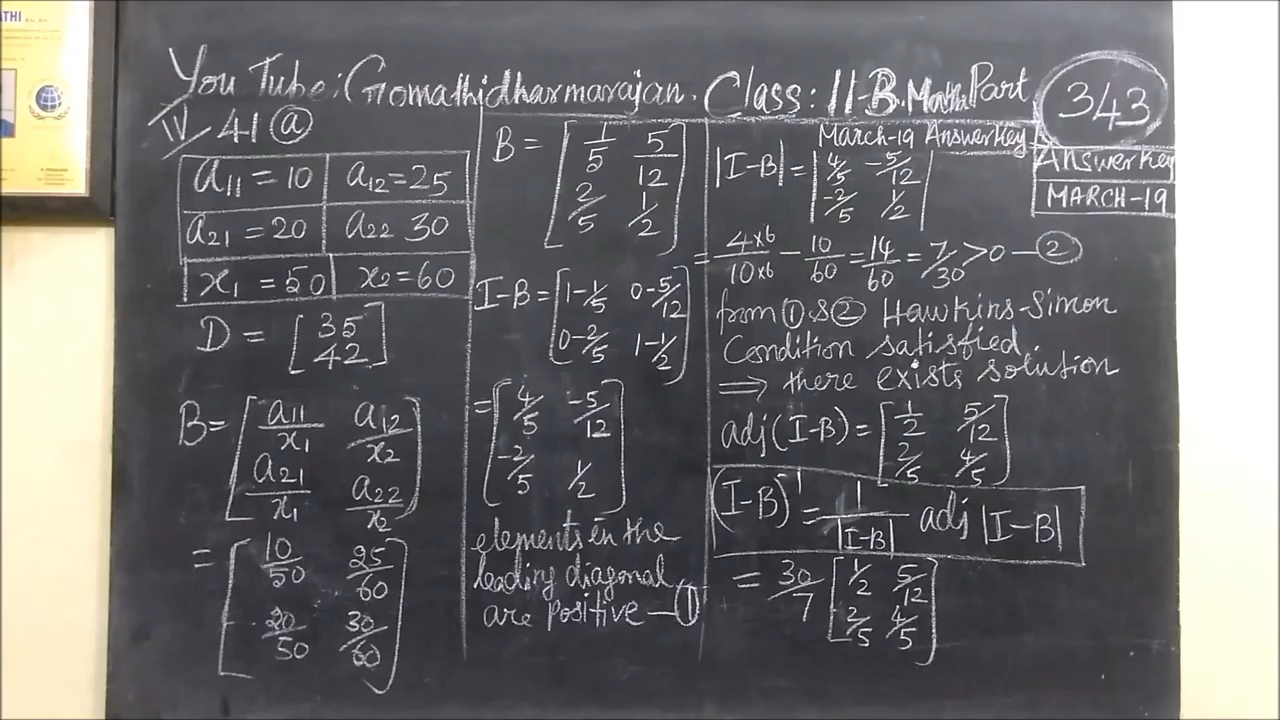 ATHI
You Tube: Gomathidharmarajan. Class: 11-B.Maths Part
343
March-19 Answer Key
Answer Key
MARCH-19
IV/ 41 (a)
a₁₁ = 10 a₁₂ = 25
a₂₁ = 20 a₂₂ 30
x₁ = 50 x₂ = 60
D = [35
42]
B = [a₁₁/x₁ a₁₂/x₂
a₂₁/x₁ a₂₂/x₂]
= [10/50 25/60
20/50 30/60]
B = [1/5 5/12
2/5 1/2]
I-B = [1-1/5 0-5/12
0-2/5 1-1/2]
= [4/5 -5/12
-2/5 1/2]
elements in the
leading diagonal
are positive — ①
|I-B| = |4/5 -5/12
-2/5 1/2|
= 4×6/10×6 - 10/60 = 14/60 = 7/30 > 0 — ②
from ① & ② Hawkins-Simon
Condition satisfied
⟹ there exists solution
adj(I-B) = [1/2 5/12
2/5 4/5]
(I-B)⁻¹ = 1/|I-B| adj |I-B|
= 30/7 [1/2 5/12
2/5 4/5]